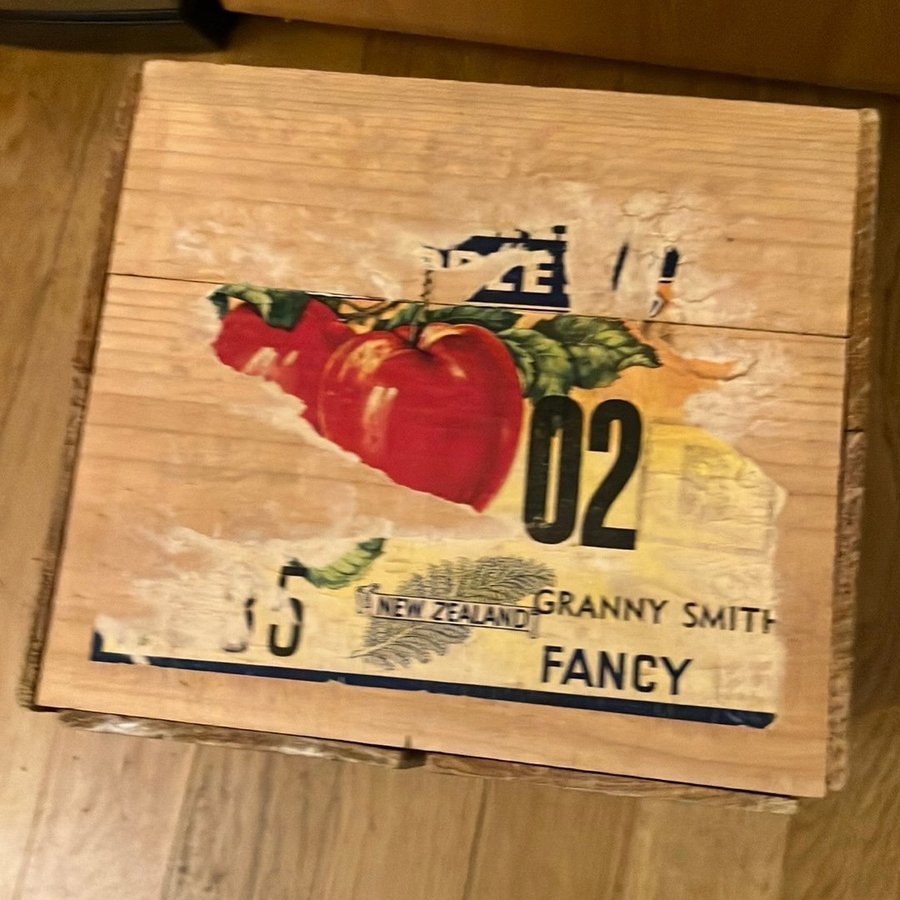 02
NEW ZEALAND
GRANNY SMITH
FANCY